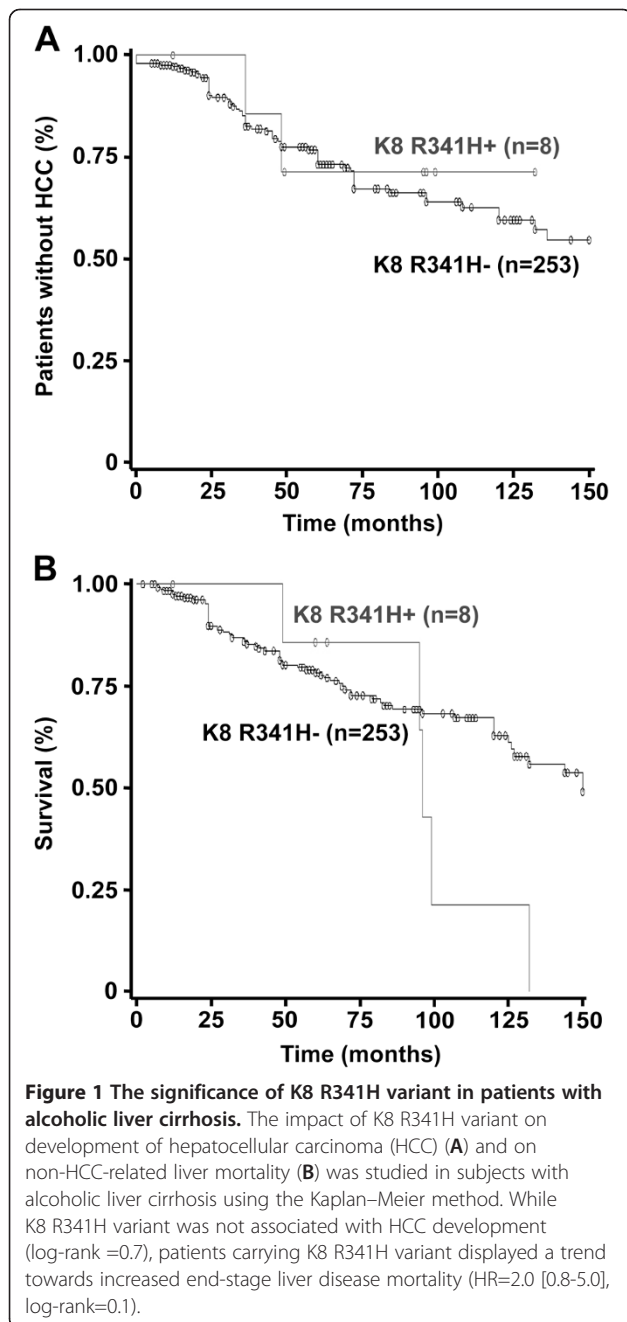 A
1.00
0.75
0.50
0.25
0
Patients without HCC (%)
K8 R341H+ (n=8)
K8 R341H- (n=253)
0 25 50 75 100 125 150
Time (months)
B
1.00
0.75
0.50
0.25
0
Survival (%)
K8 R341H+ (n=8)
K8 R341H- (n=253)
0 25 50 75 100 125 150
Time (months)
Figure 1 The significance of K8 R341H variant in patients with
alcoholic liver cirrhosis. The impact of K8 R341H variant on
development of hepatocellular carcinoma (HCC) (A) and on
non-HCC-related liver mortality (B) was studied in subjects with
alcoholic liver cirrhosis using the Kaplan–Meier method. While
K8 R341H variant was not associated with HCC development
(log-rank =0.7), patients carrying K8 R341H variant displayed a trend
towards increased end-stage liver disease mortality (HR=2.0 [0.8-5.0],
log-rank=0.1).